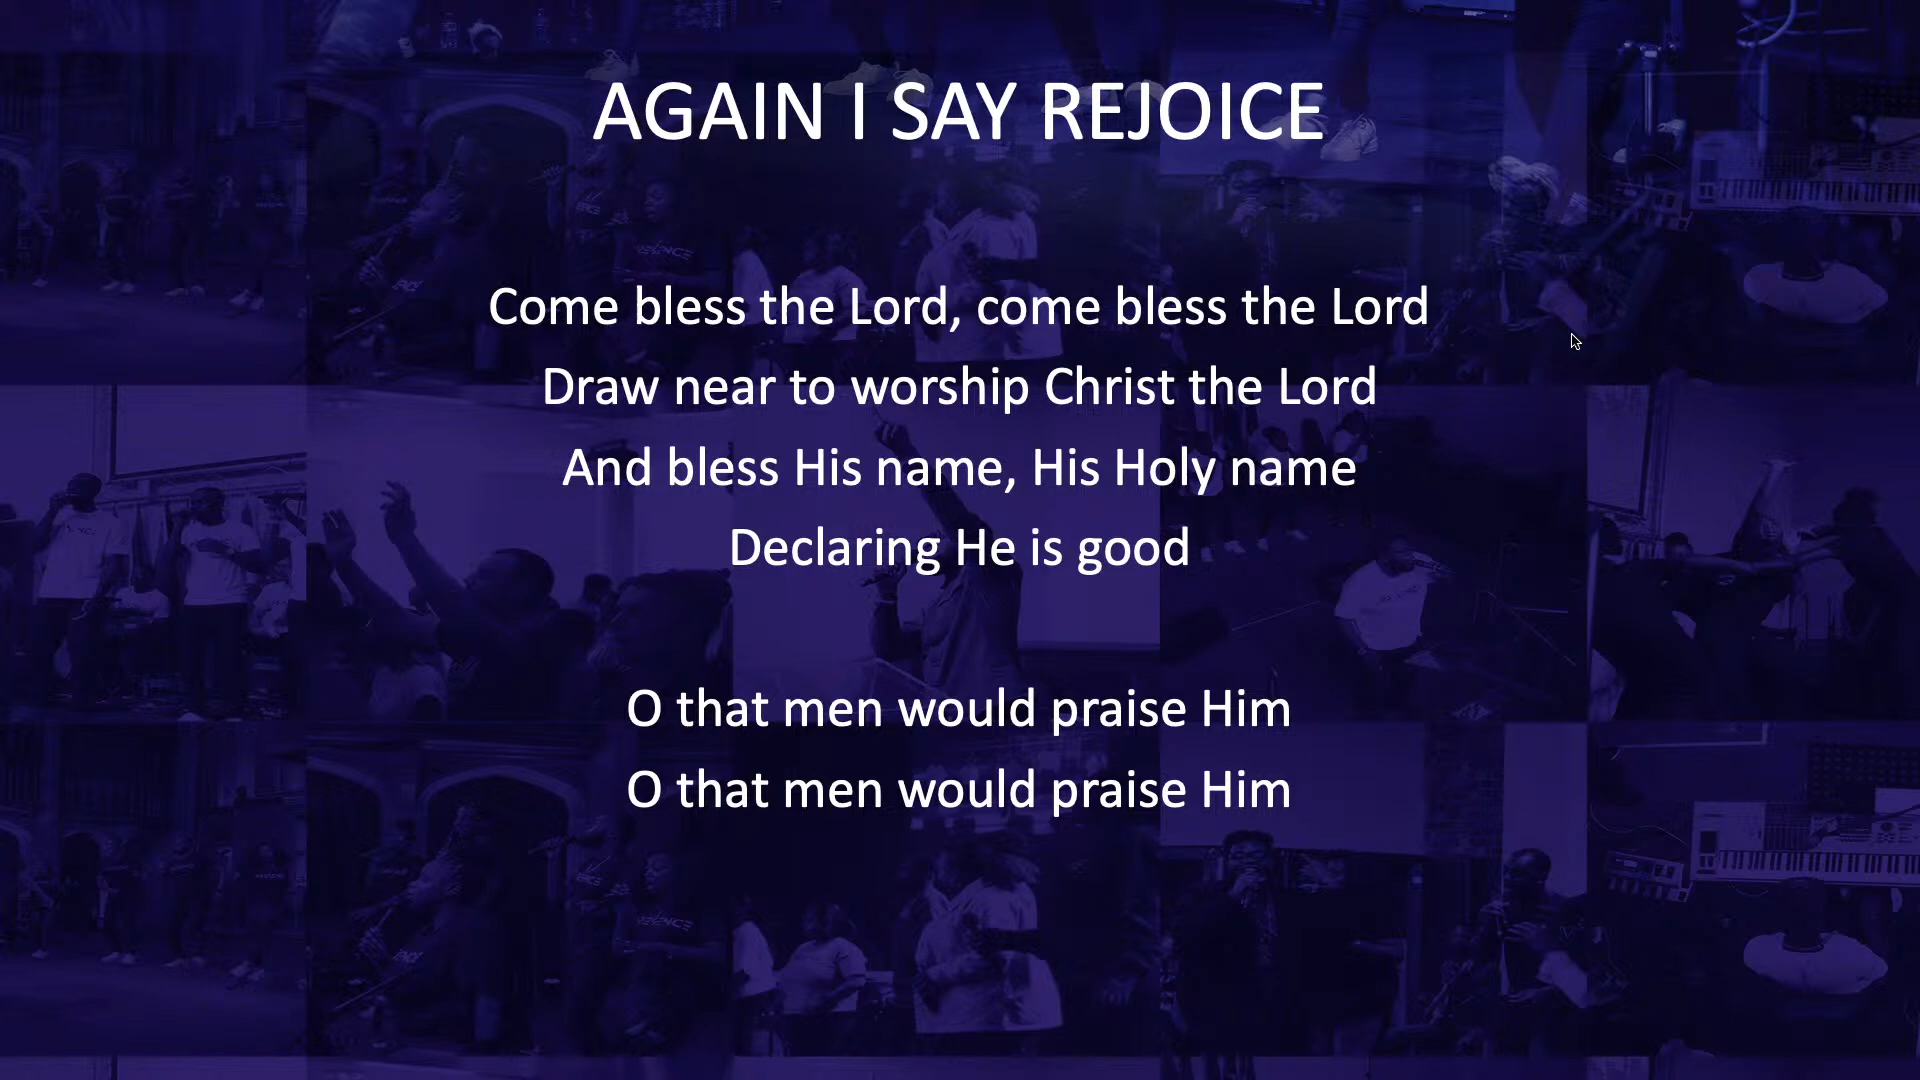 AGAIN I SAY REJOICE
Come bless the Lord, come bless the Lord
Draw near to worship Christ the Lord
And bless His name, His Holy name
Declaring He is good
O that men would praise Him
O that men would praise Him